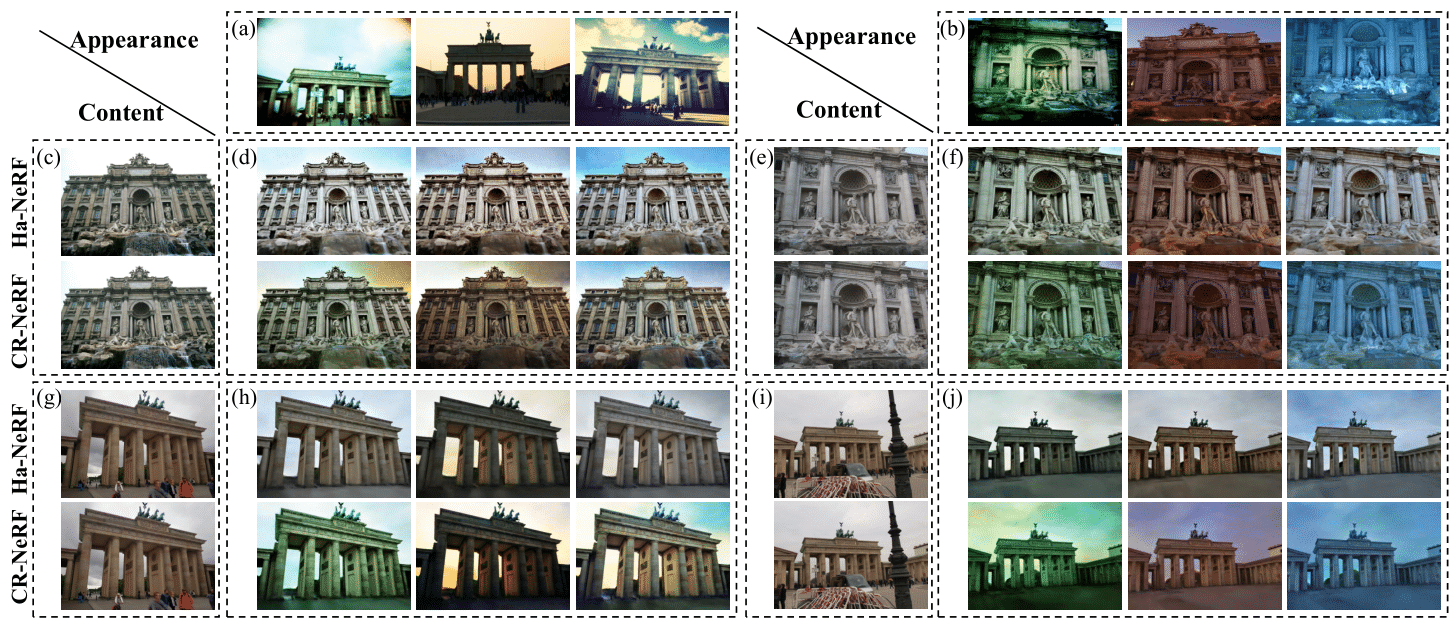 Appearance
Content
(a)
Appearance
Content
(b)
Ha-NeRF
CR-NeRF
(c)
(d)
(e)
(f)
Ha-NeRF
CR-NeRF
(g)
(h)
(i)
(j)